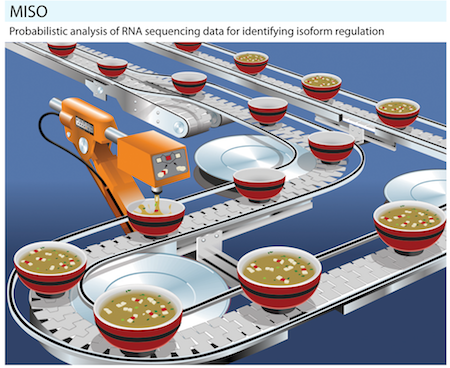 MISO
Probabilistic analysis of RNA sequencing data for identifying isoform regulation